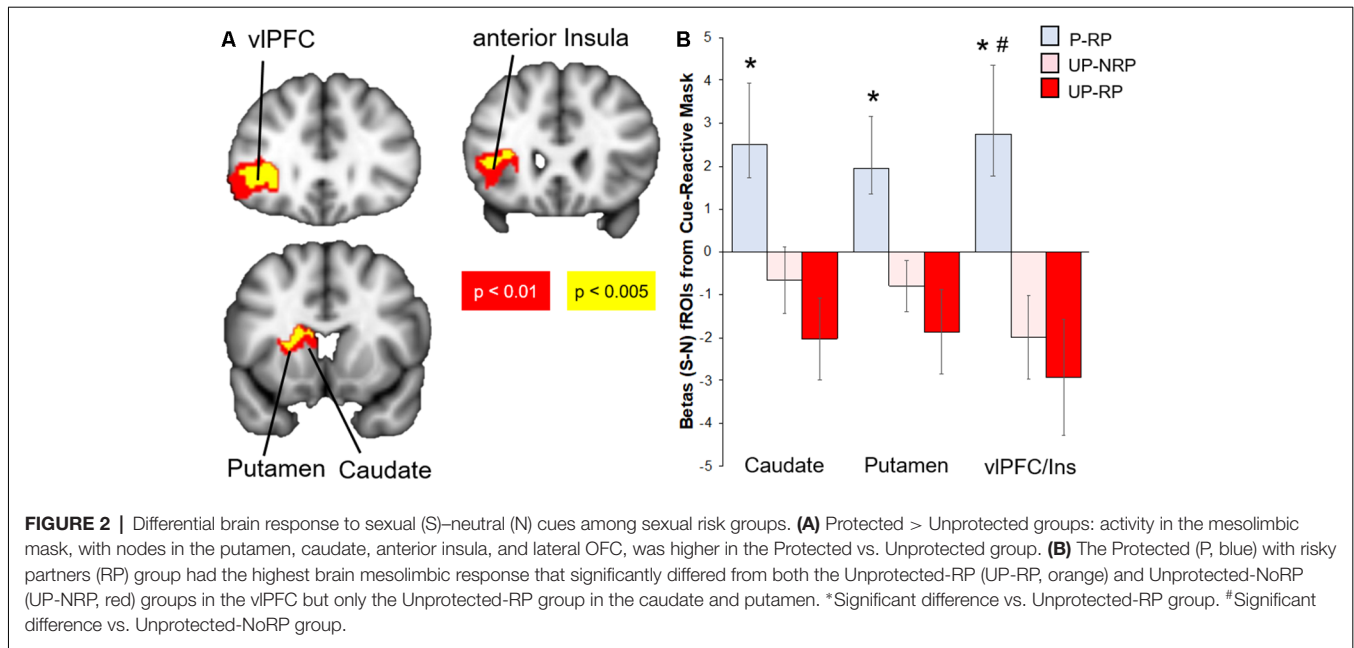 A vlPFC
anterior Insula
p < 0.01
p < 0.005
Putamen Caudate
B
Betas (S-N) fROIs from Cue-Reactive Mask
5
4
3
2
1
0
-1
-2
-3
-4
-5
*
*
* #
Caudate
Putamen
vlPFC/Ins
P-RP
UP-NRP
UP-RP
FIGURE 2 | Differential brain response to sexual (S)–neutral (N) cues among sexual risk groups. (A) Protected > Unprotected groups: activity in the mesolimbic
mask, with nodes in the putamen, caudate, anterior insula, and lateral OFC, was higher in the Protected vs. Unprotected group. (B) The Protected (P, blue) with risky
partners (RP) group had the highest brain mesolimbic response that significantly differed from both the Unprotected-RP (UP-RP, orange) and Unprotected-NoRP
(UP-NRP, red) groups in the vlPFC but only the Unprotected-RP group in the caudate and putamen. *Significant difference vs. Unprotected-RP group. #Significant
difference vs. Unprotected-NoRP group.